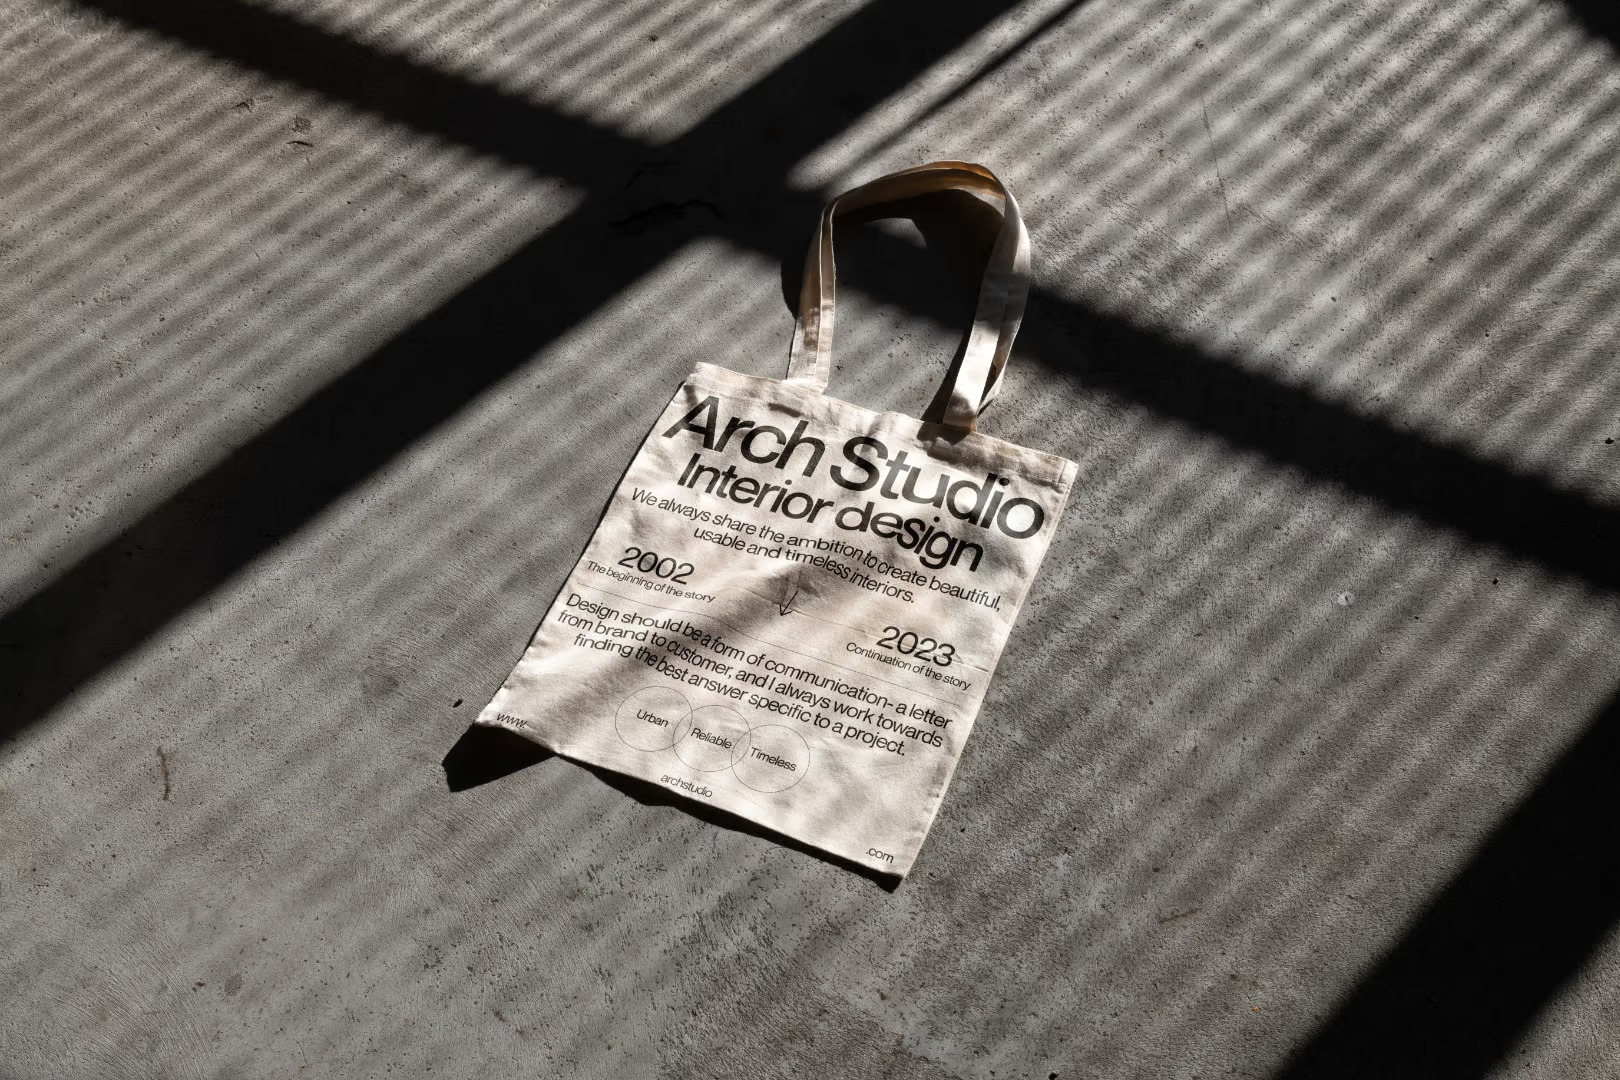 Arch Studio
Interior design
We always share the ambition to create beautiful,
usable and timeless interiors.
2002
The beginning of the story
2023
Continuation of the story
Design should be a form of communication- a letter
from brand to customer, and I always work towards
finding the best answer specific to a project.
Urban
Reliable
Timeless
www.
archstudio
.com